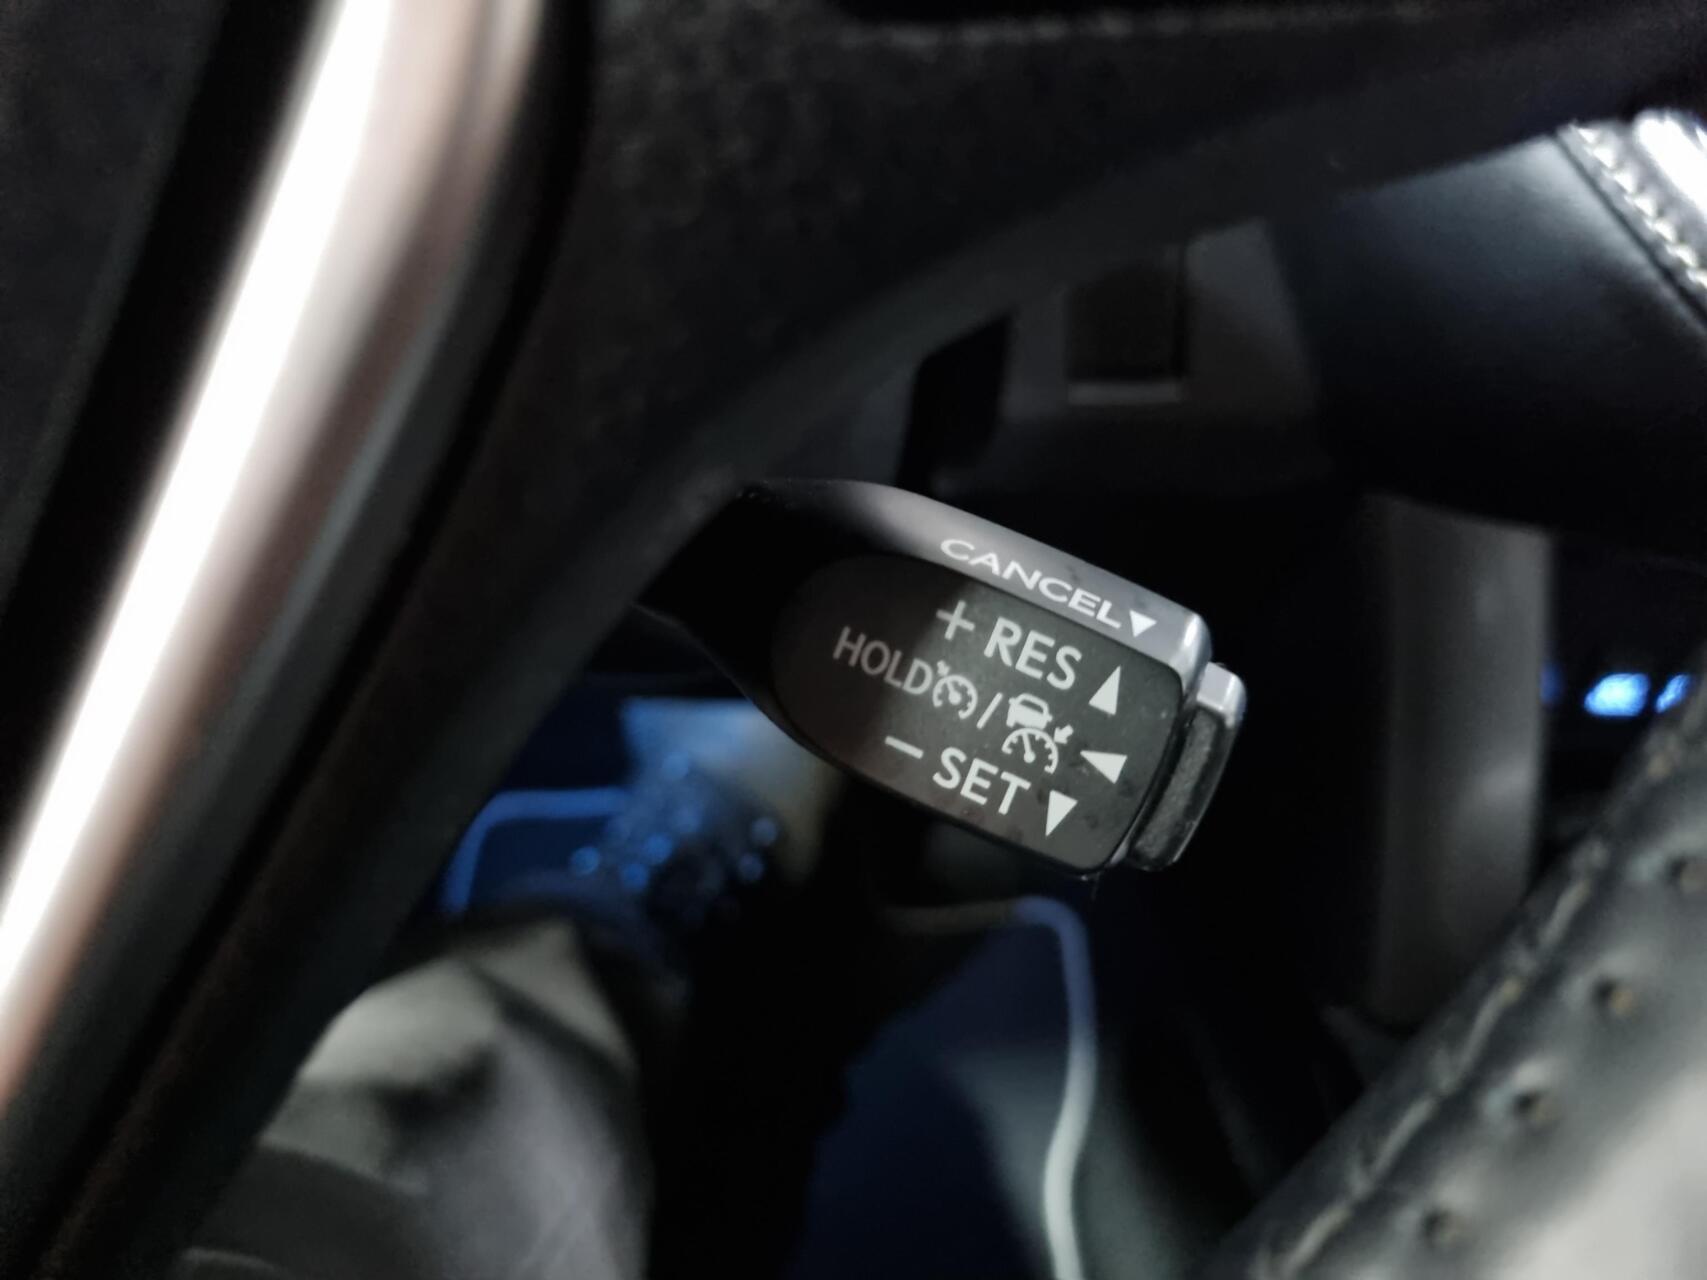 CANCEL▼
+ RES ▲
HOLD /
− SET ▼